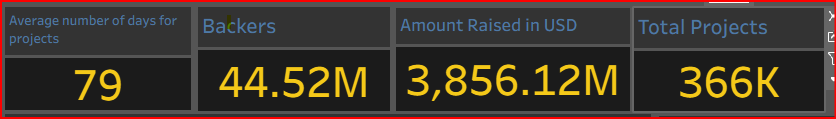 Average number of days for
projects
79
Backers
44.52M
Amount Raised in USD
3,856.12M
Total Projects
366K